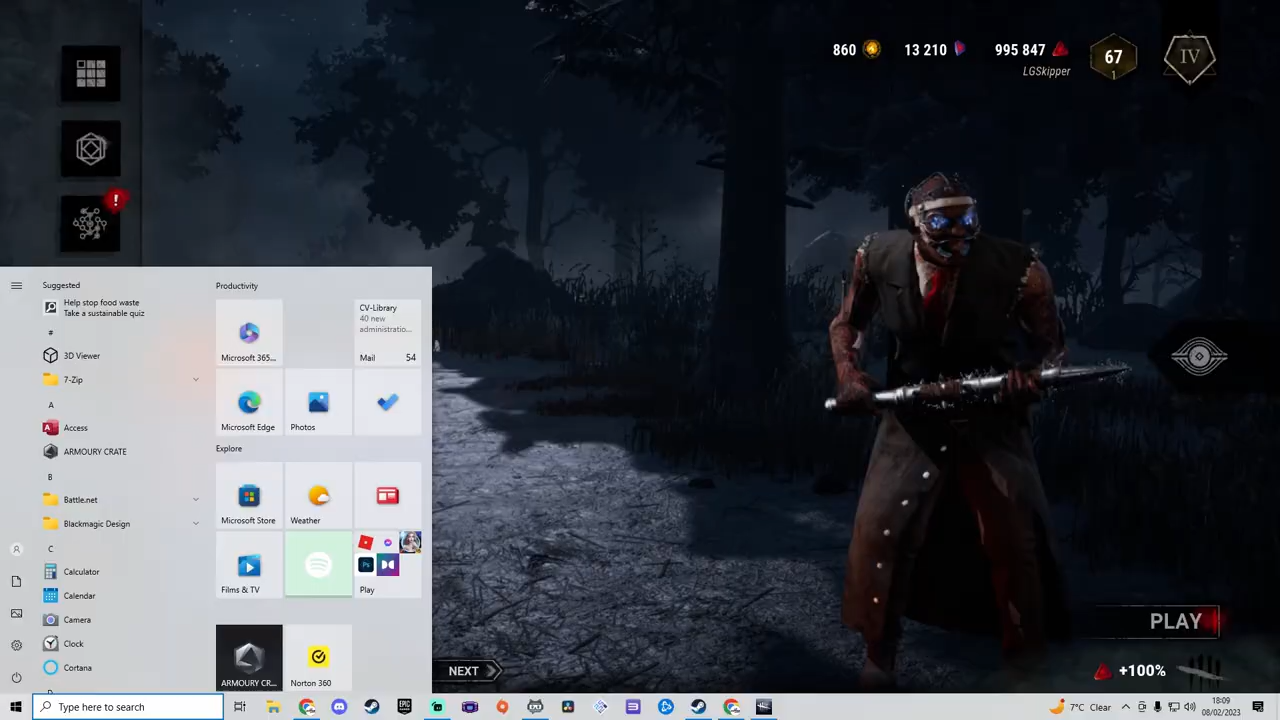 860
13 210
995 847
LGSkipper
67
1
IV
!
Suggested
Help stop food waste
Take a sustainable quiz
#
3D Viewer
7-Zip
A
Access
ARMOURY CRATE
B
Battle.net
Blackmagic Design
C
Calculator
Calendar
Camera
Clock
Cortana
Productivity
Microsoft 365...
CV-Library
40 new
administratio...
Mail 54
Microsoft Edge
Photos
Explore
Microsoft Store
Weather
Films & TV
Ps
Play
ARMOURY CR...
Norton 360
NEXT
PLAY
+100%
Type here to search
EPIC
7°C Clear
18:09
08/02/2023